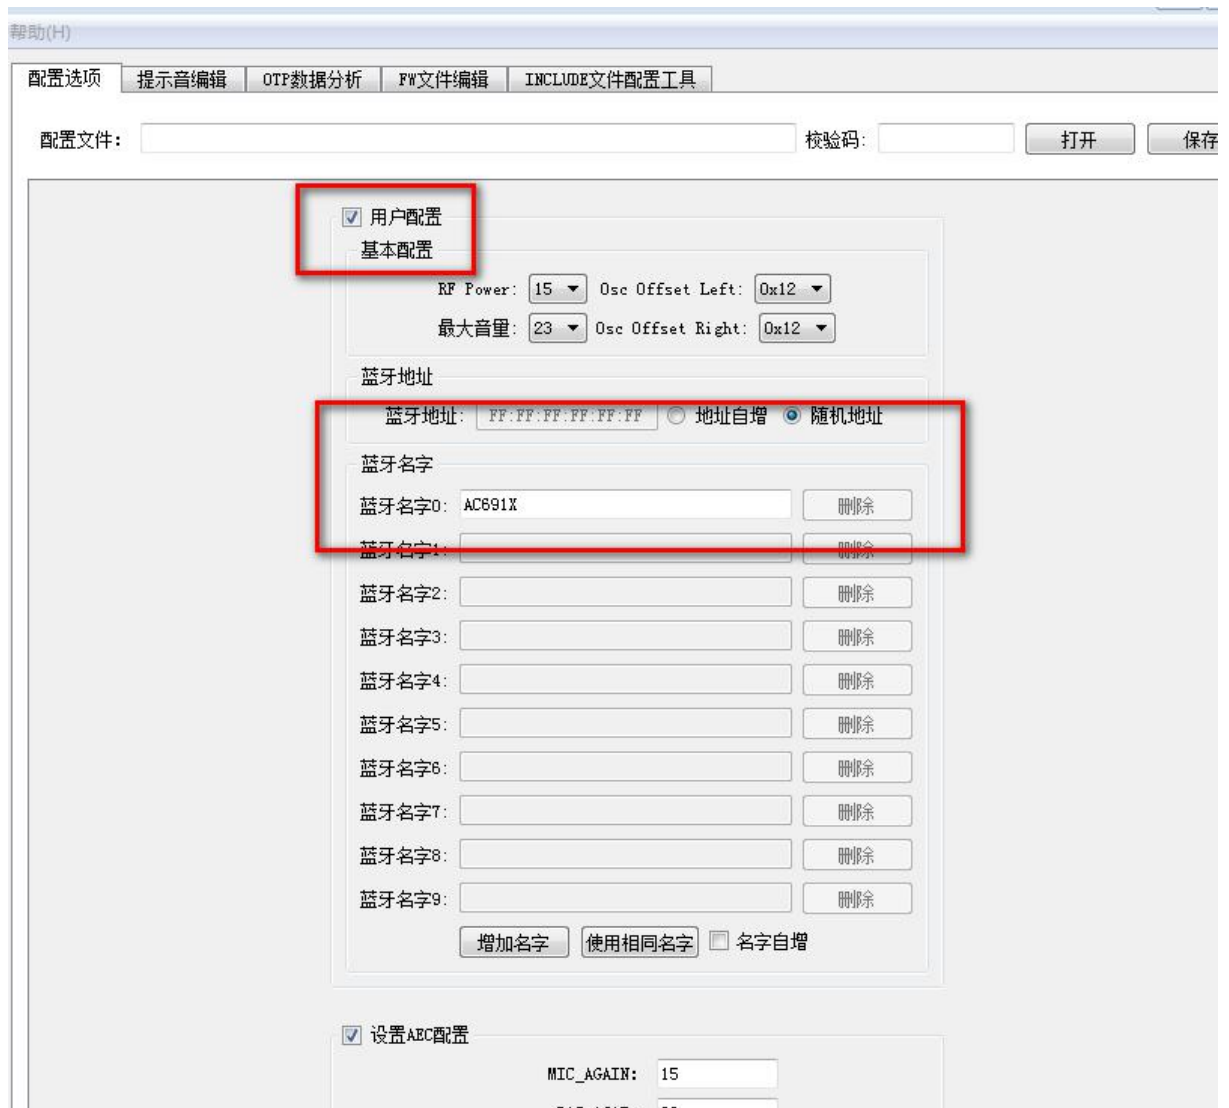 帮助(H)
配置选项 提示音编辑 OTP数据分析 FW文件编辑 INCLUDE文件配置工具
配置文件: 校验码: 打开 保存
用户配置
基本配置
RF Power: 15 Osc Offset Left: 0x12
最大音量: 23 Osc Offset Right: 0x12
蓝牙地址
蓝牙地址: FF:FF:FF:FF:FF:FF 地址自增 随机地址
蓝牙名字
蓝牙名字0: AC691X 删除
蓝牙名字1: 删除
蓝牙名字2: 删除
蓝牙名字3: 删除
蓝牙名字4: 删除
蓝牙名字5: 删除
蓝牙名字6: 删除
蓝牙名字7: 删除
蓝牙名字8: 删除
蓝牙名字9: 删除
增加名字 使用相同名字 名字自增
设置AEC配置
MIC_AGAIN: 15